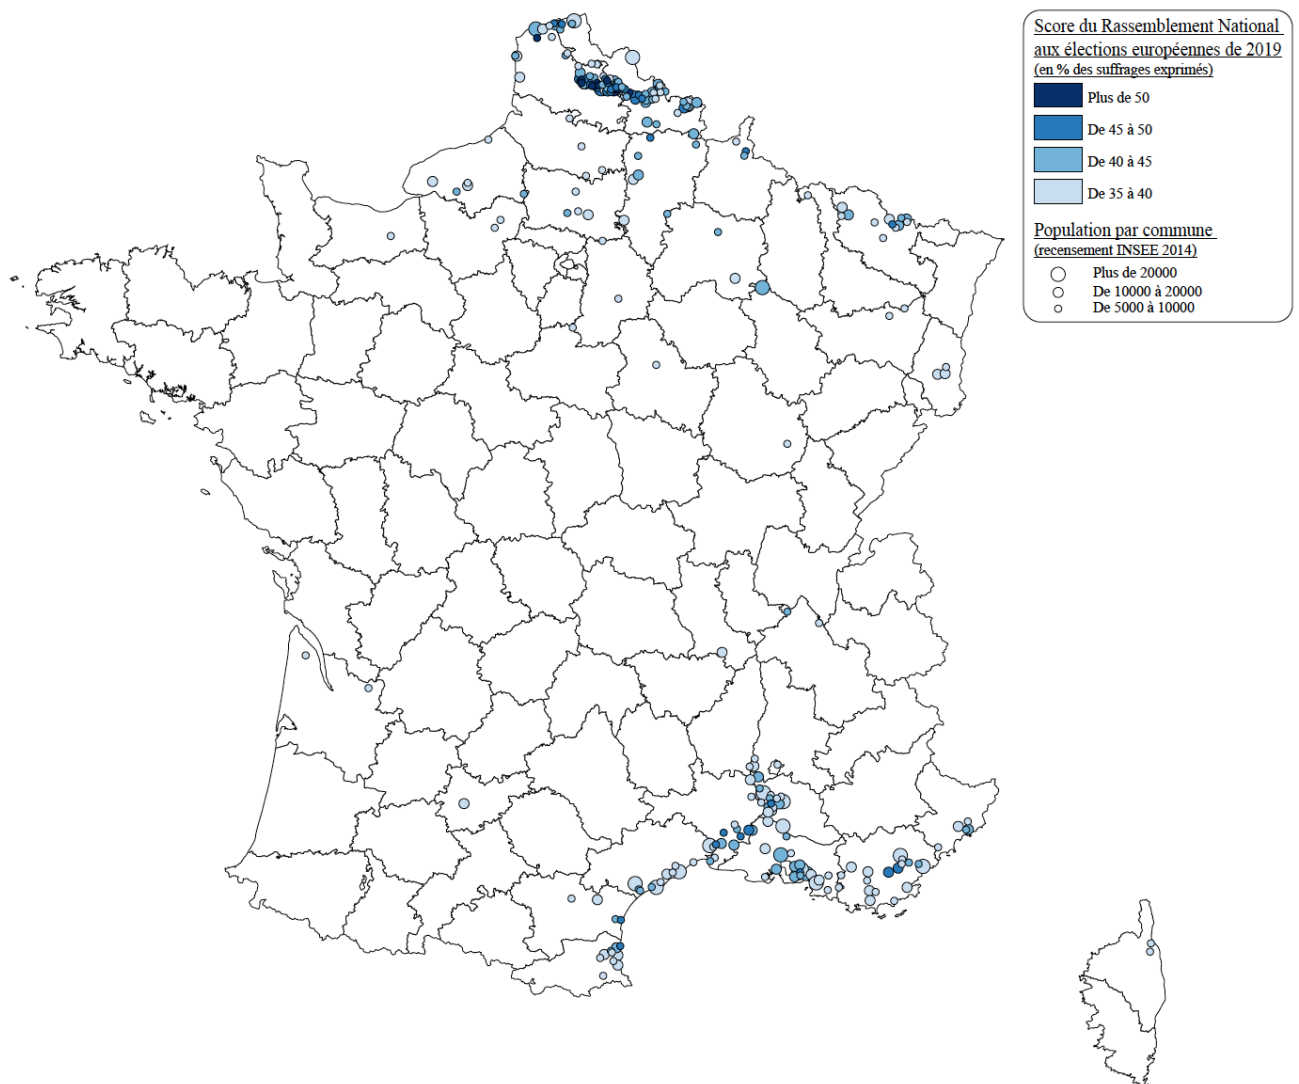 Score du Rassemblement National
aux élections européennes de 2019
(en % des suffrages exprimés)
Plus de 50
De 45 à 50
De 40 à 45
De 35 à 40
Population par commune
(recensement INSEE 2014)
Plus de 20000
De 10000 à 20000
De 5000 à 10000